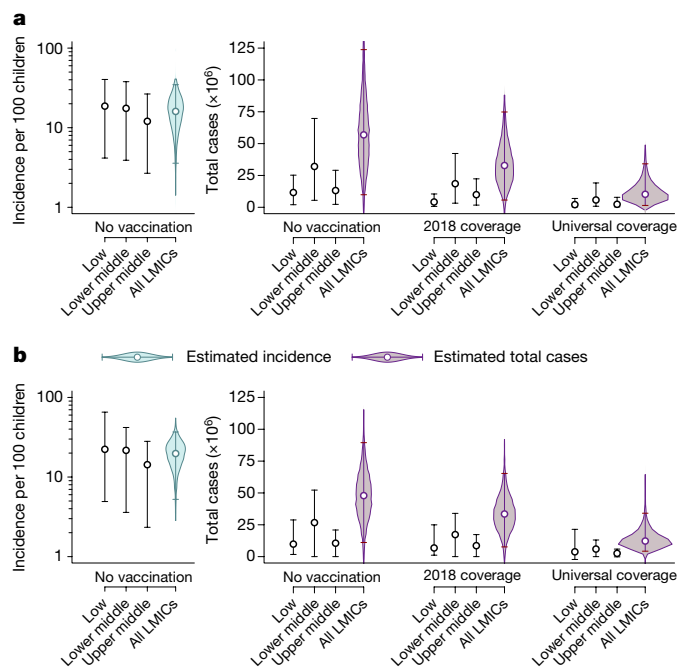 a
Incidence per 100 children
100
10
1
No vaccination
Low
Lower middle
Upper middle
All LMICs
Total cases (×10⁶)
125
100
75
50
25
0
No vaccination
2018 coverage
Universal coverage
Low
Lower middle
Upper middle
All LMICs
Low
Lower middle
Upper middle
All LMICs
Low
Lower middle
Upper middle
All LMICs
b
Estimated incidence
Estimated total cases
Incidence per 100 children
100
10
1
No vaccination
Low
Lower middle
Upper middle
All LMICs
Total cases (×10⁶)
125
100
75
50
25
0
No vaccination
2018 coverage
Universal coverage
Low
Lower middle
Upper middle
All LMICs
Low
Lower middle
Upper middle
All LMICs
Low
Lower middle
Upper middle
All LMICs